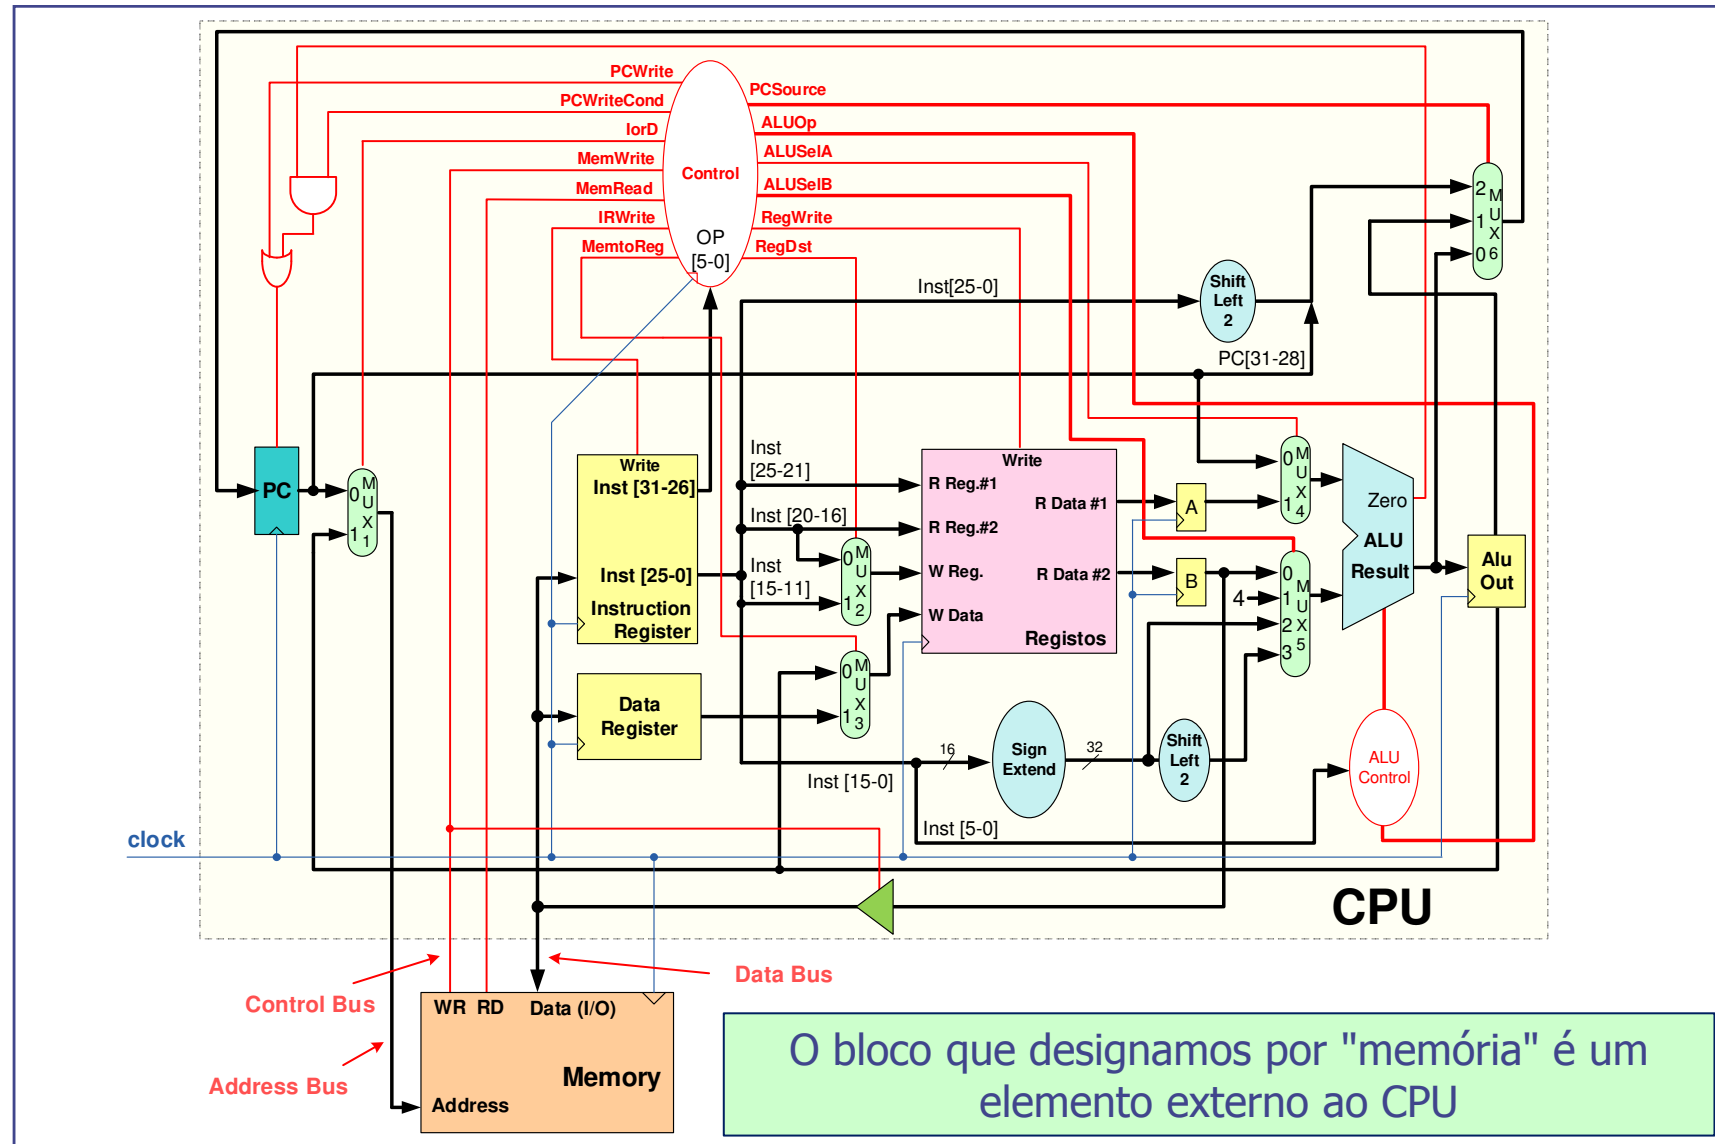 PCWrite
PCWriteCond
IorD
MemWrite
MemRead
IRWrite
MemtoReg
Control
OP
[5-0]
PCSource
ALUOp
ALUSelA
ALUSelB
RegWrite
RegDst
2
1
0
M
U
X
6
Inst[25-0]
Shift
Left
2
PC[31-28]
PC
0
1
M
U
X
1
Write
Inst [31-26]
Inst [25-0]
Instruction
Register
Data
Register
Inst
[25-21]
Inst [20-16]
Inst
[15-11]
0
1
M
U
X
2
0
1
M
U
X
3
Write
R Reg.#1
R Reg.#2
W Reg.
W Data
R Data #1
R Data #2
Registos
A
B
4
0
1
M
U
X
4
0
1
2
3
M
U
X
5
Zero
ALU
Result
Alu
Out
Inst [15-0]
16
Sign
Extend
32
Shift
Left
2
ALU
Control
Inst [5-0]
clock
CPU
Control Bus
Data Bus
Address Bus
WR RD Data (I/O)
Memory
Address
O bloco que designamos por "memória" é um
elemento externo ao CPU